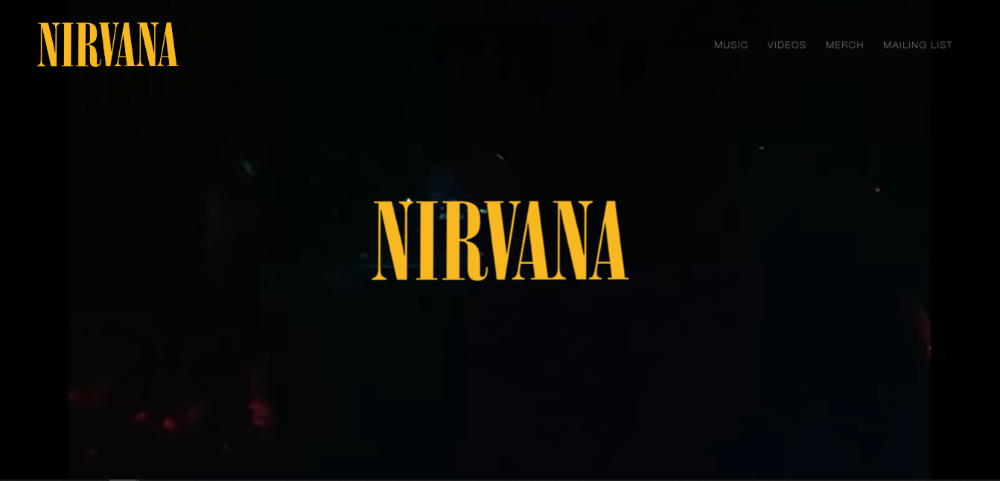 NIRVANA
MUSIC VIDEOS MERCH MAILING LIST
NIRVANA